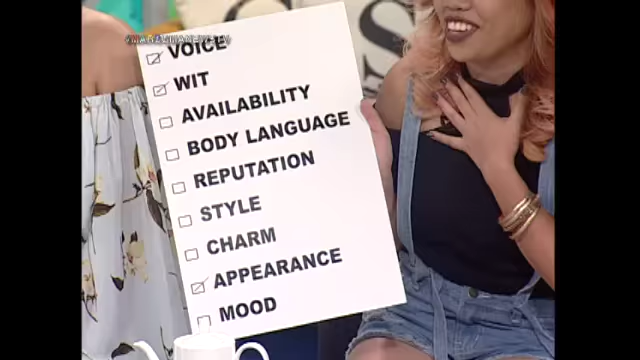 VOICE
WIT
AVAILABILITY
BODY LANGUAGE
REPUTATION
STYLE
CHARM
APPEARANCE
MOOD